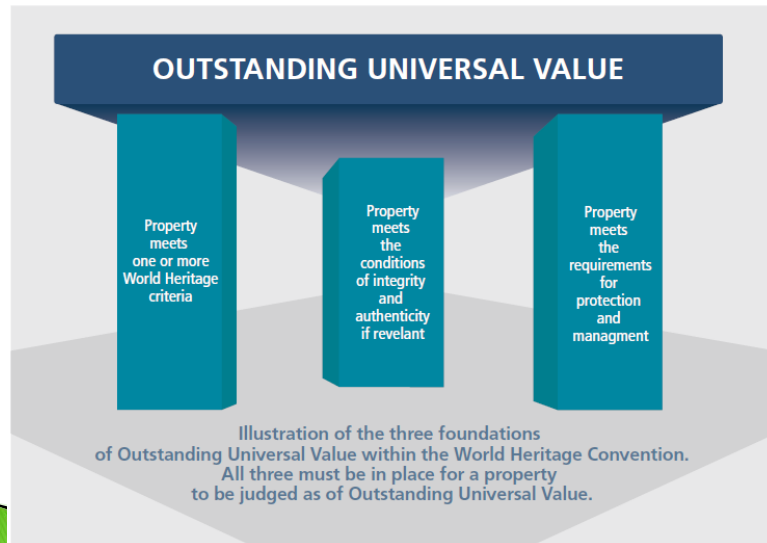 OUTSTANDING UNIVERSAL VALUE
Property
meets
one or more
World Heritage
criteria
Property
meets
the
conditions
of integrity
and
authenticity
if revelant
Property
meets
the
requirements
for
protection
and
managment
Illustration of the three foundations
of Outstanding Universal Value within the World Heritage Convention.
All three must be in place for a property
to be judged as of Outstanding Universal Value.